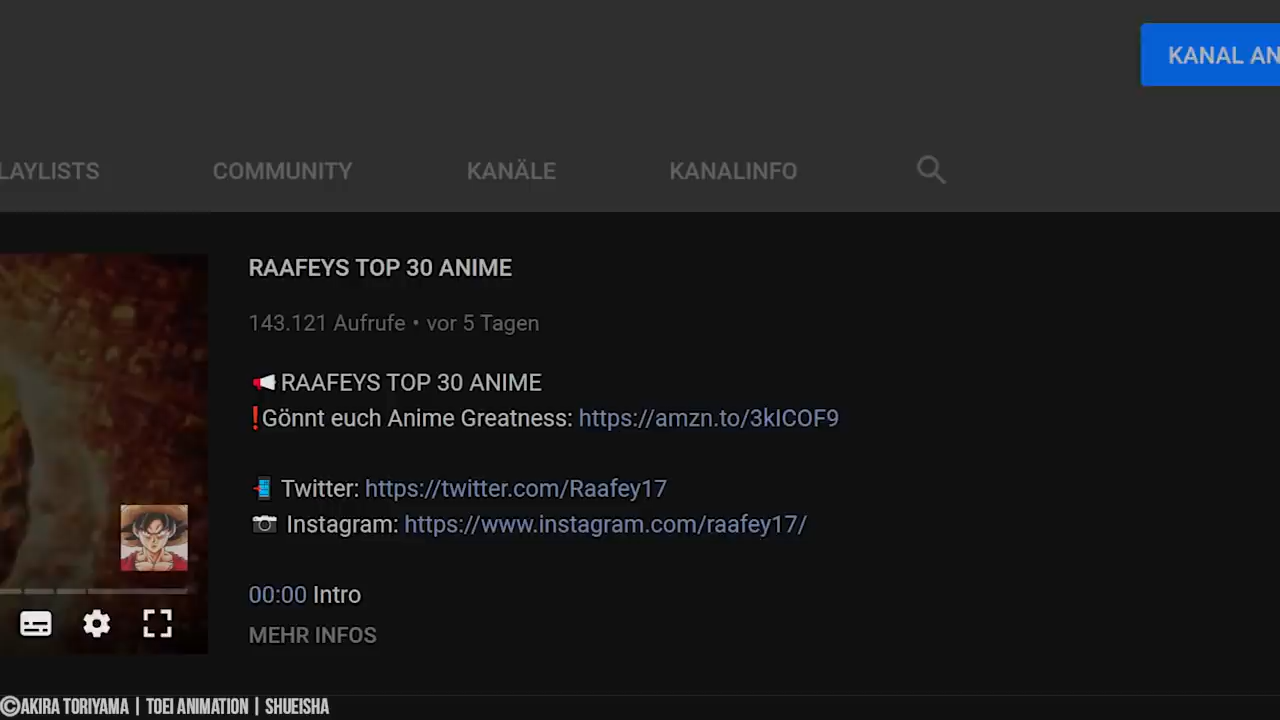 KANAL AN
LAYLISTS COMMUNITY KANÄLE KANALINFO
RAAFEYS TOP 30 ANIME
143.121 Aufrufe • vor 5 Tagen
📢 RAAFEYS TOP 30 ANIME
❗Gönnt euch Anime Greatness: https://amzn.to/3kICOF9
📲 Twitter: https://twitter.com/Raafey17
📷 Instagram: https://www.instagram.com/raafey17/
00:00 Intro
MEHR INFOS
©AKIRA TORIYAMA | TOEI ANIMATION | SHUEISHA